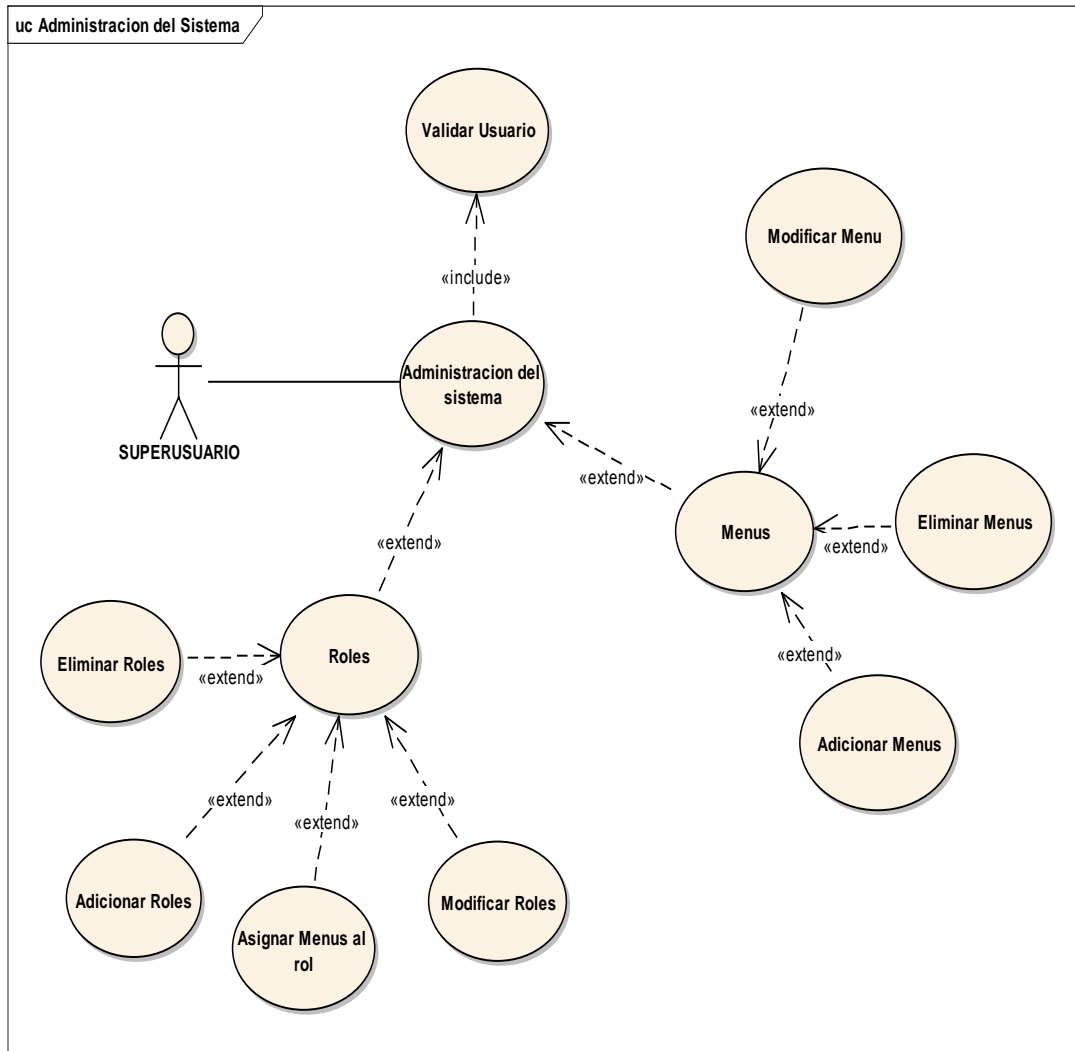 uc Administracion del Sistema
Validar Usuario
Modificar Menu
«include»
Administracion del
sistema
SUPERUSUARIO
«extend»
«extend»
Menus
Eliminar Menus
«extend»
«extend»
Roles
Eliminar Roles
«extend»
«extend»
Adicionar Menus
«extend»
«extend»
«extend»
Adicionar Roles
Asignar Menus al
rol
Modificar Roles